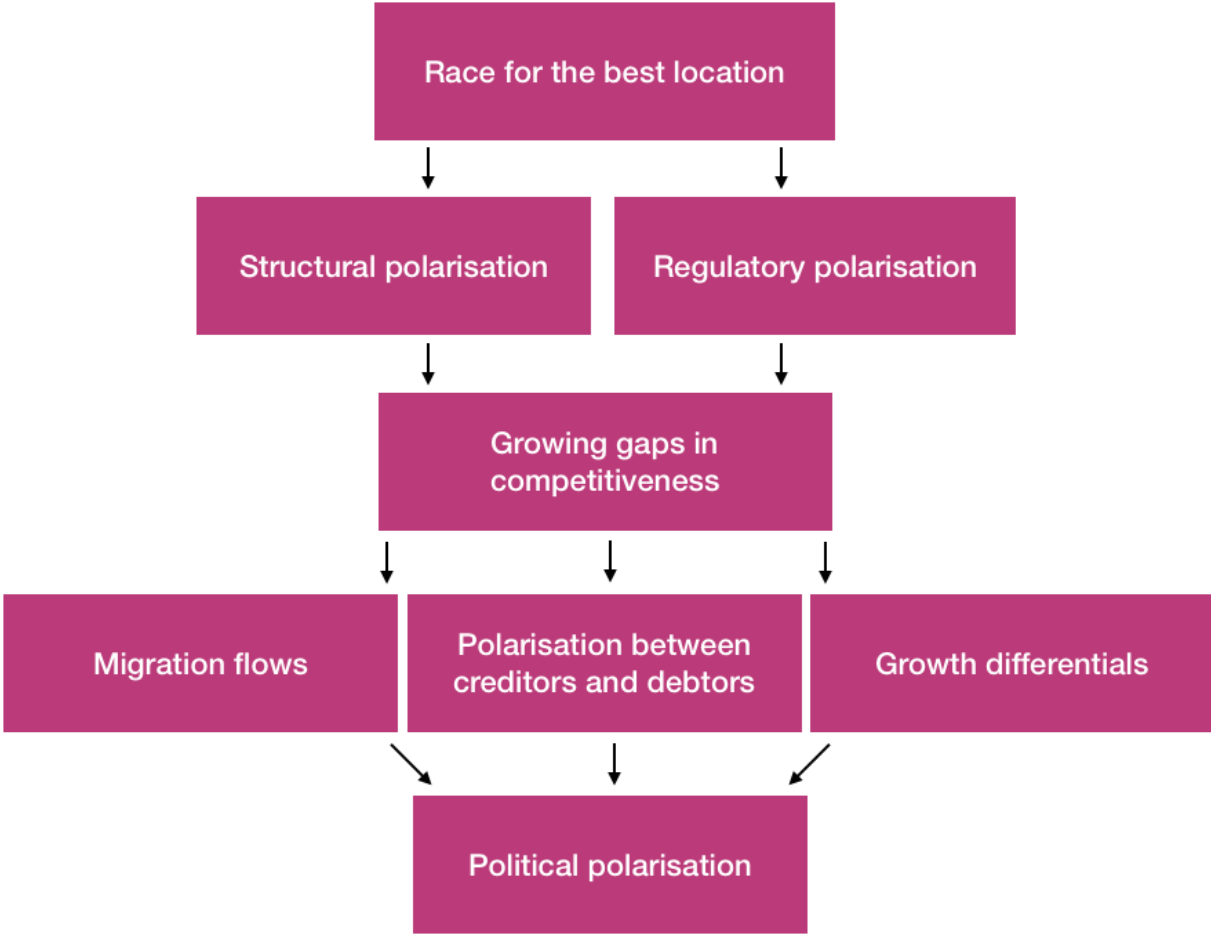 Race for the best location
Structural polarisation
Regulatory polarisation
Growing gaps in
competitiveness
Migration flows
Polarisation between
creditors and debtors
Growth differentials
Political polarisation